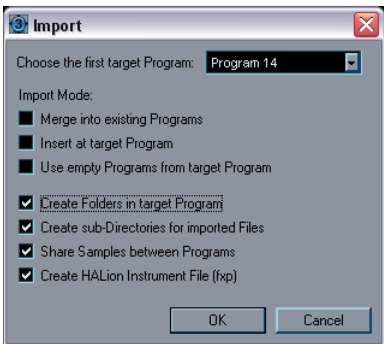 3 Import
Choose the first target Program: Program 14
Import Mode:
Merge into existing Programs
Insert at target Program
Use empty Programs from target Program
Create Folders in target Program
Create sub-Directories for imported Files
Share Samples between Programs
Create HALion Instrument File (fxp)
OK Cancel